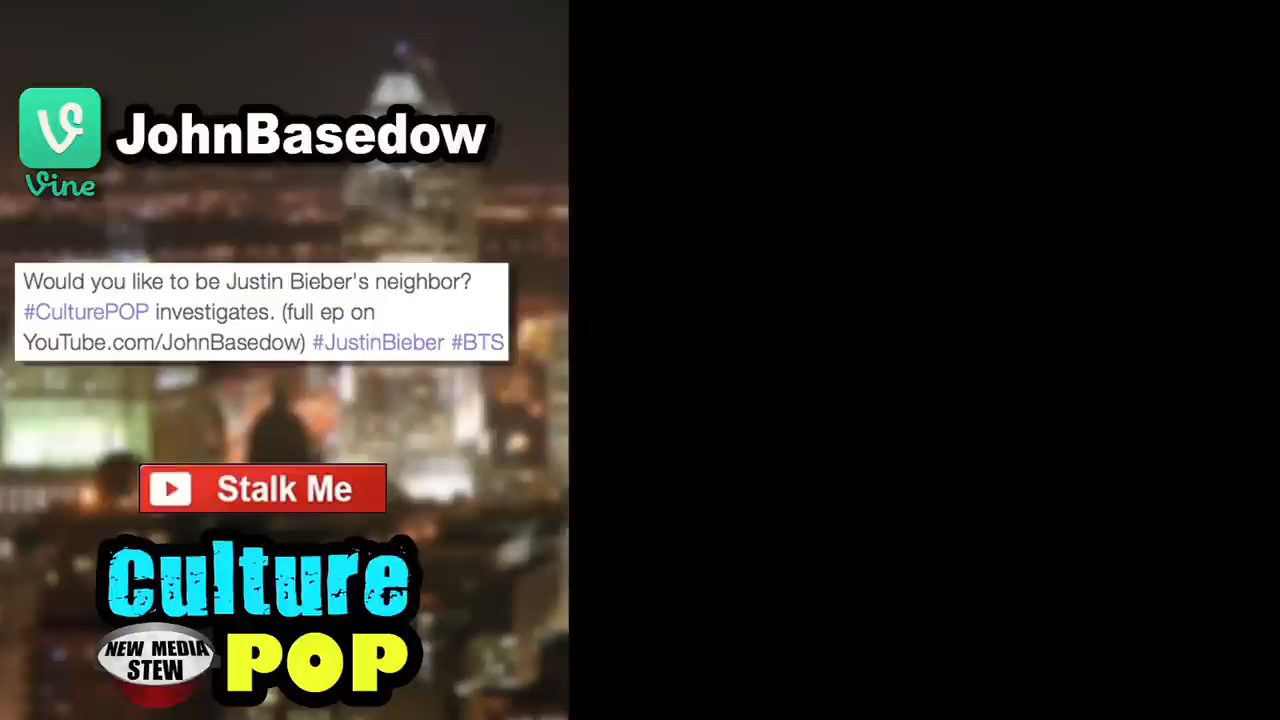 JohnBasedow
Vine
Would you like to be Justin Bieber's neighbor?
#CulturePOP investigates. (full ep on
YouTube.com/JohnBasedow) #JustinBieber #BTS
Stalk Me
Culture
POP
NEW MEDIA
STEW